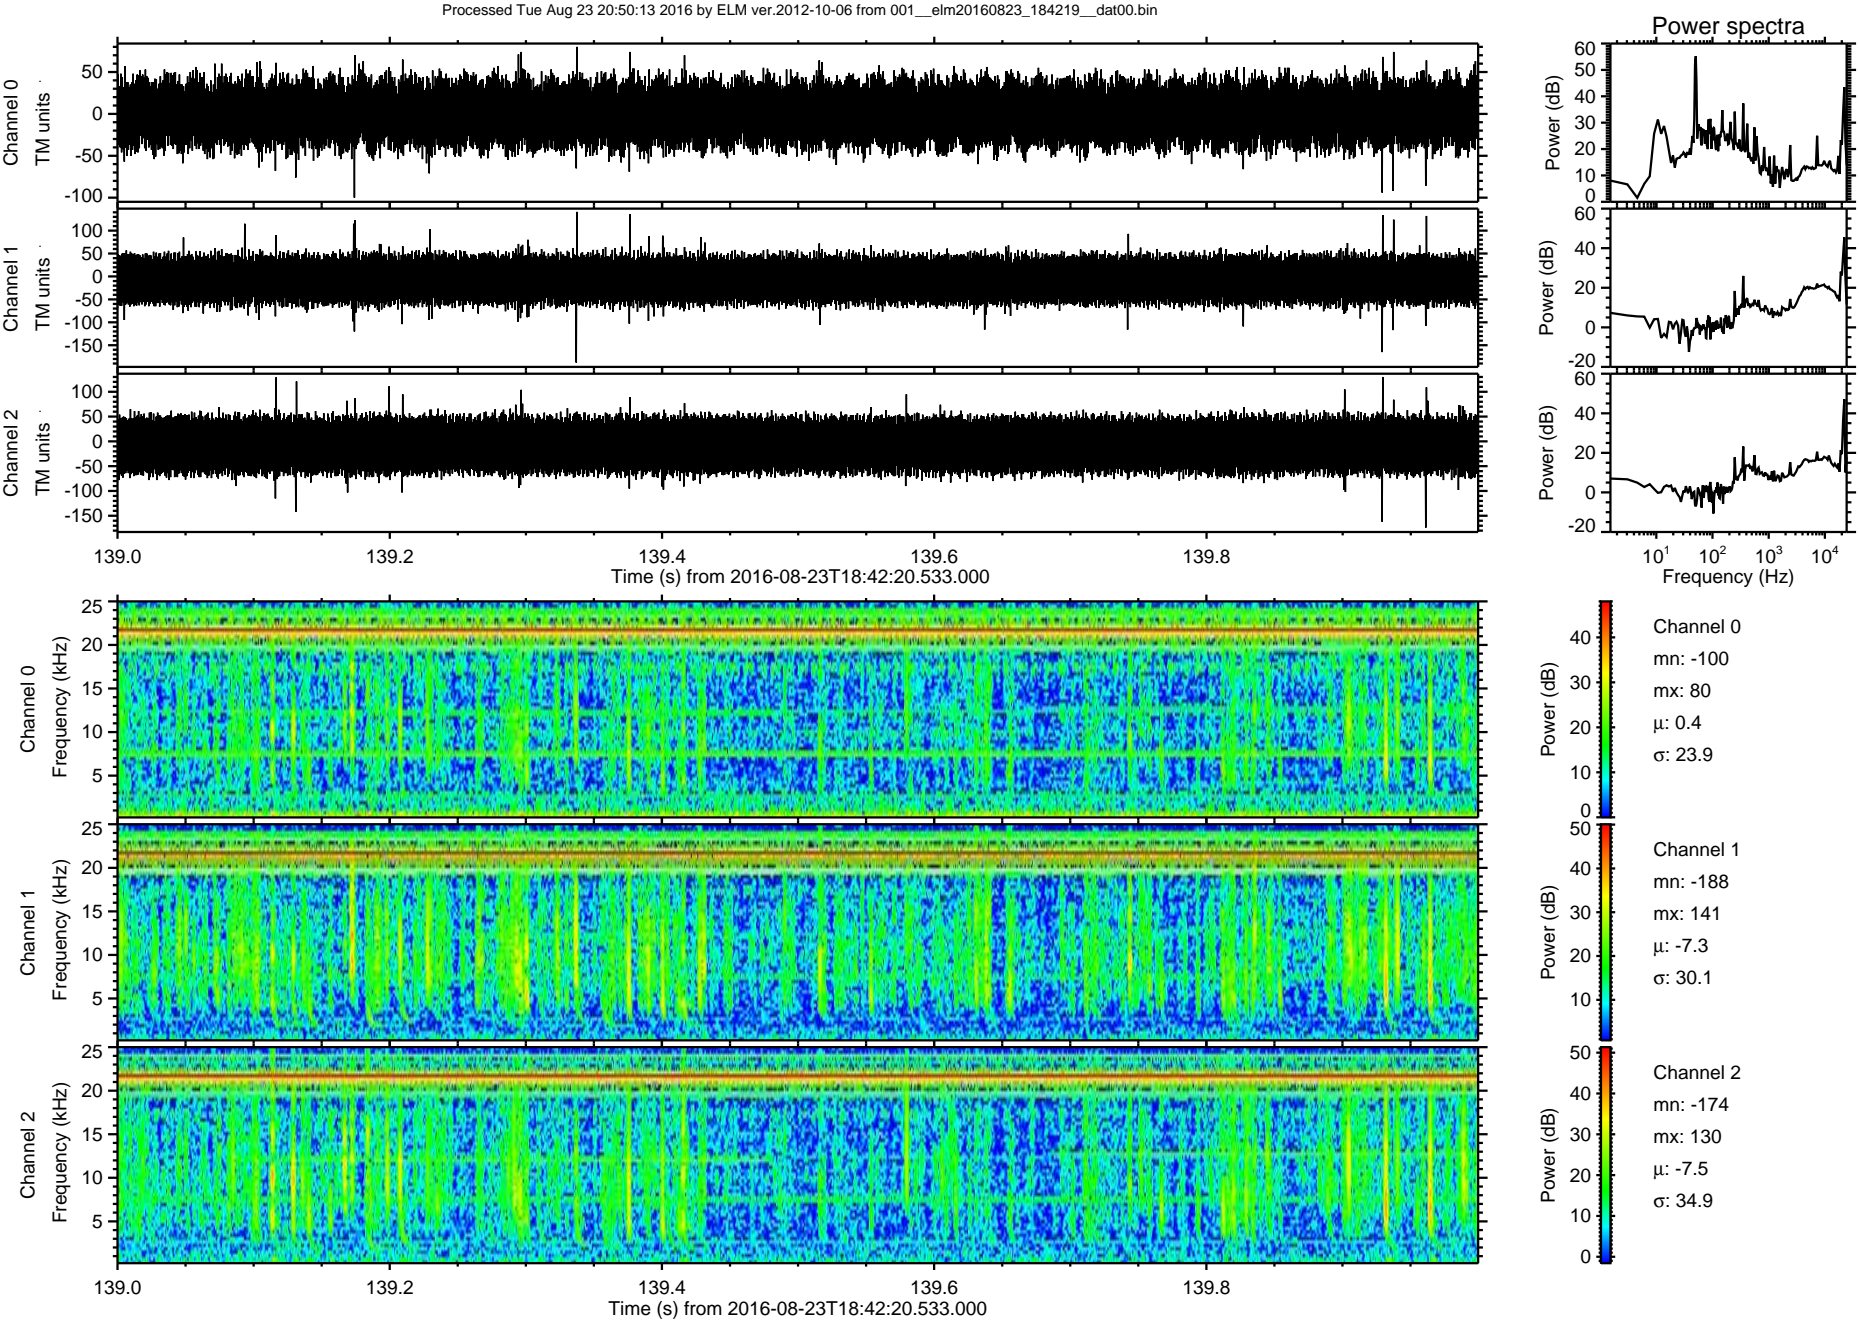 Processed Tue Aug 23 20:50:13 2016 by ELM ver.2012-10-06 from 001__elm20160823_184219__dat00.bin
Power spectra
Channel 0
TM units
50
0
-50
-100
Power (dB)
60
50
40
30
20
10
0
Channel 1
TM units
100
50
0
-50
-100
-150
Power (dB)
60
40
20
0
-20
Channel 2
TM units
100
50
0
-50
-100
-150
Power (dB)
60
40
20
0
-20
139.0 139.2 139.4 139.6 139.8
Time (s) from 2016-08-23T18:42:20.533.000
10¹ 10² 10³ 10⁴
Frequency (Hz)
Channel 0
Frequency (kHz)
25
20
15
10
5
Power (dB)
40
30
20
10
0
Channel 0
mn: -100
mx: 80
μ: 0.4
σ: 23.9
Channel 1
Frequency (kHz)
25
20
15
10
5
Power (dB)
50
40
30
20
10
Channel 1
mn: -188
mx: 141
μ: -7.3
σ: 30.1
Channel 2
Frequency (kHz)
25
20
15
10
5
Power (dB)
50
40
30
20
10
0
Channel 2
mn: -174
mx: 130
μ: -7.5
σ: 34.9
139.0 139.2 139.4 139.6 139.8
Time (s) from 2016-08-23T18:42:20.533.000